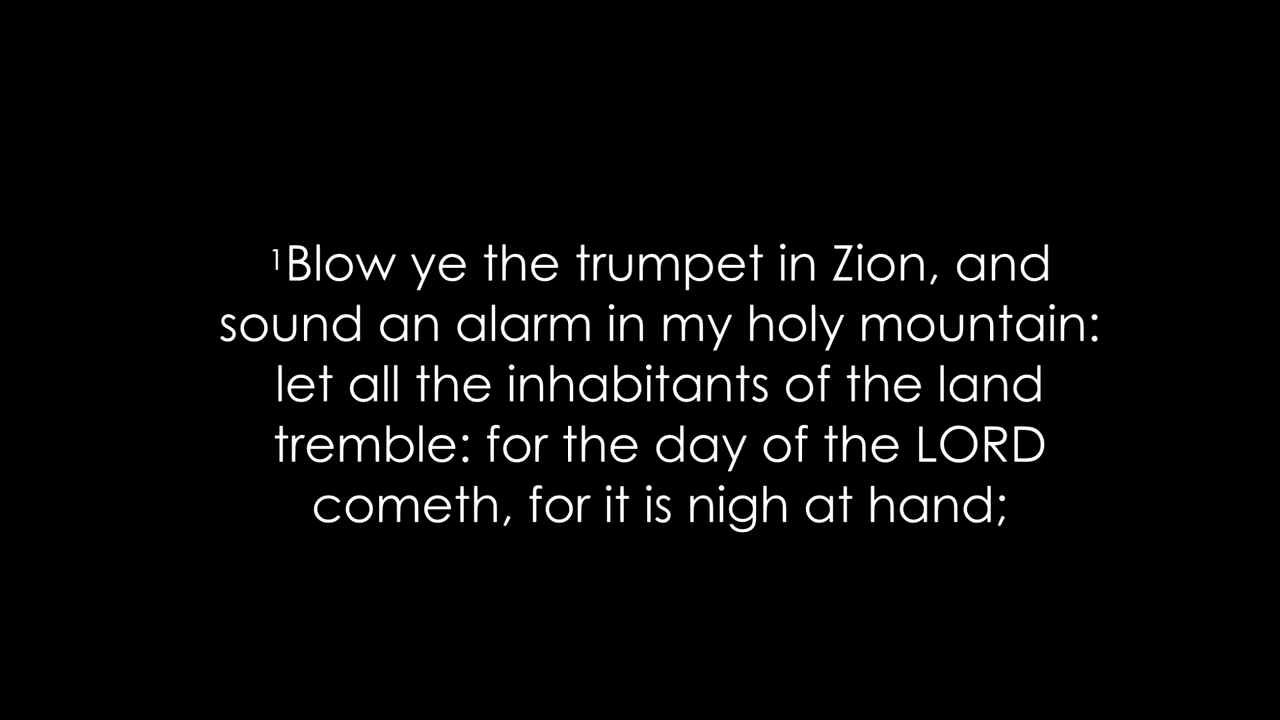 ¹Blow ye the trumpet in Zion, and
sound an alarm in my holy mountain:
let all the inhabitants of the land
tremble: for the day of the LORD
cometh, for it is nigh at hand;